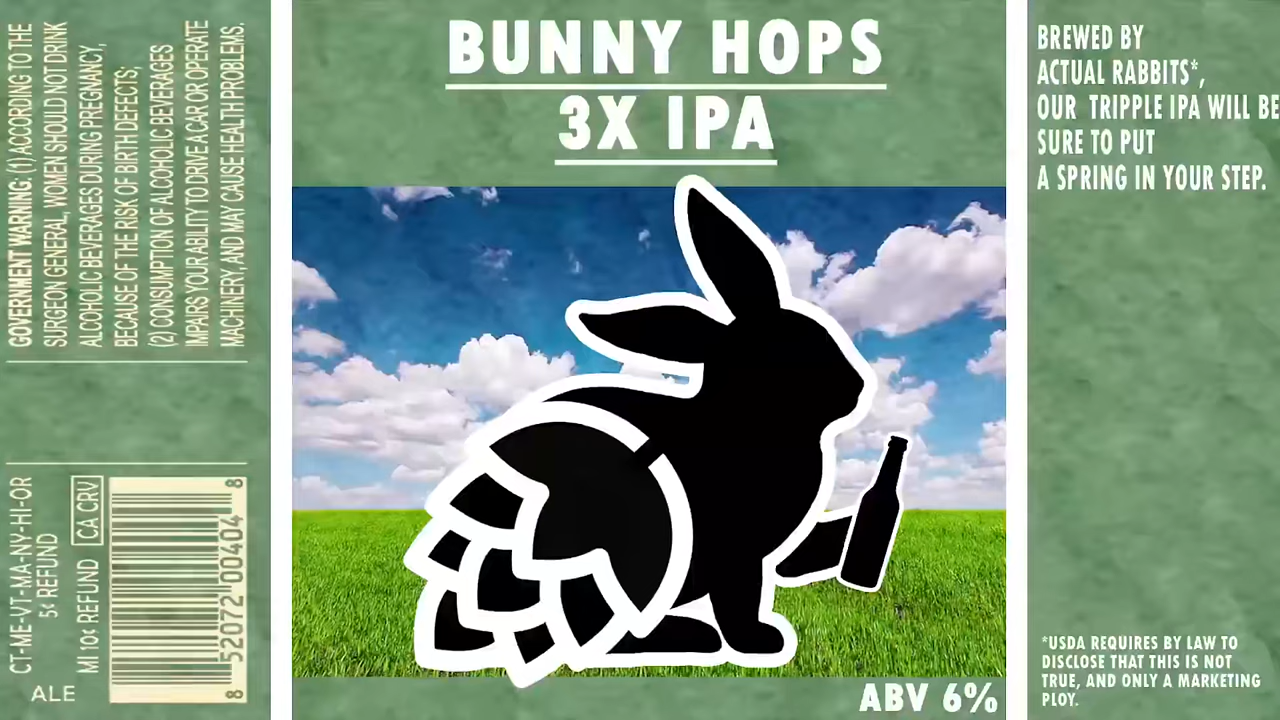 GOVERNMENT WARNING: (1) ACCORDING TO THE
SURGEON GENERAL, WOMEN SHOULD NOT DRINK
ALCOHOLIC BEVERAGES DURING PREGNANCY,
BECAUSE OF THE RISK OF BIRTH DEFECTS;
(2) CONSUMPTION OF ALCOHOLIC BEVERAGES
IMPAIRS YOUR ABILITY TO DRIVE A CAR OR OPERATE
MACHINERY, AND MAY CAUSE HEALTH PROBLEMS.
CT-ME-VT-MA-NY-HI-OR
5¢ REFUND
MI 10¢ REFUND CA CRV
8 52072 00404 8
ALE
BUNNY HOPS
3X IPA
ABV 6%
BREWED BY
ACTUAL RABBITS*,
OUR TRIPPLE IPA WILL BE
SURE TO PUT
A SPRING IN YOUR STEP.
*USDA REQUIRES BY LAW TO
DISCLOSE THAT THIS IS NOT
TRUE, AND ONLY A MARKETING
PLOY.